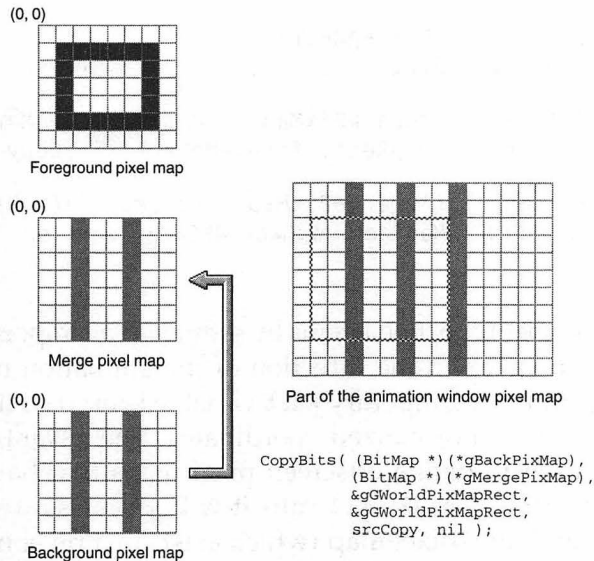 (0, 0)
Foreground pixel map
(0, 0)
Merge pixel map
Part of the animation window pixel map
(0, 0)
CopyBits( (BitMap *)(*gBackPixMap),
(BitMap *)(*gMergePixMap),
&gGWorldPixMapRect,
&gGWorldPixMapRect,
srcCopy, nil );
Background pixel map